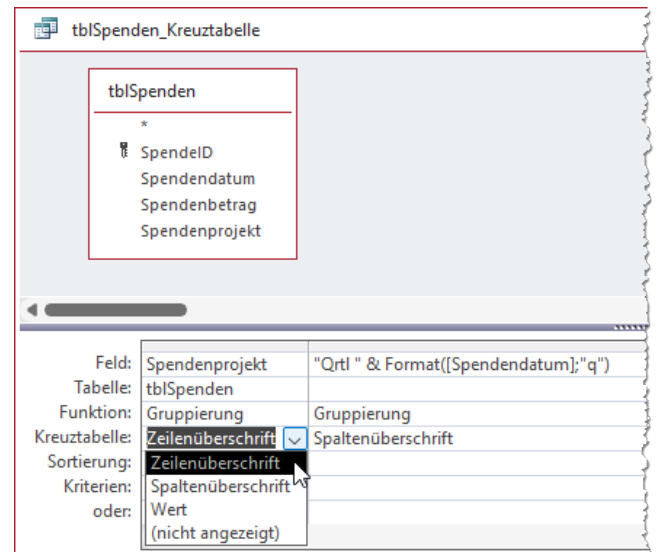 tblSpenden_Kreuztabelle
tblSpenden
*
SpendeID
Spendendatum
Spendenbetrag
Spendenprojekt
Feld: Spendenprojekt "Qrtl " & Format([Spendendatum];"q")
Tabelle: tblSpenden
Funktion: Gruppierung Gruppierung
Kreuztabelle: Zeilenüberschrift Spaltenüberschrift
Sortierung: Zeilenüberschrift
Kriterien: Spaltenüberschrift
oder: Wert
(nicht angezeigt)